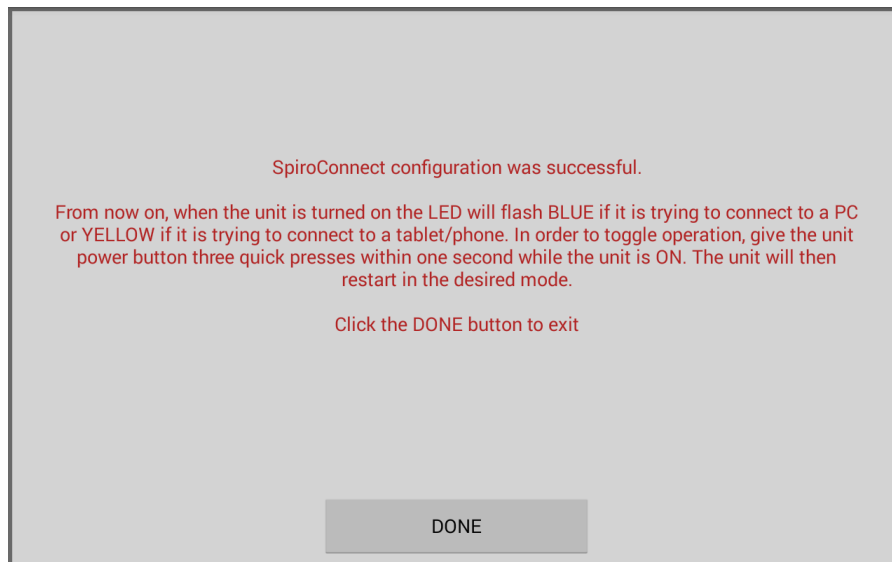 SpiroConnect configuration was successful.
From now on, when the unit is turned on the LED will flash BLUE if it is trying to connect to a PC
or YELLOW if it is trying to connect to a tablet/phone. In order to toggle operation, give the unit
power button three quick presses within one second while the unit is ON. The unit will then
restart in the desired mode.
Click the DONE button to exit
DONE